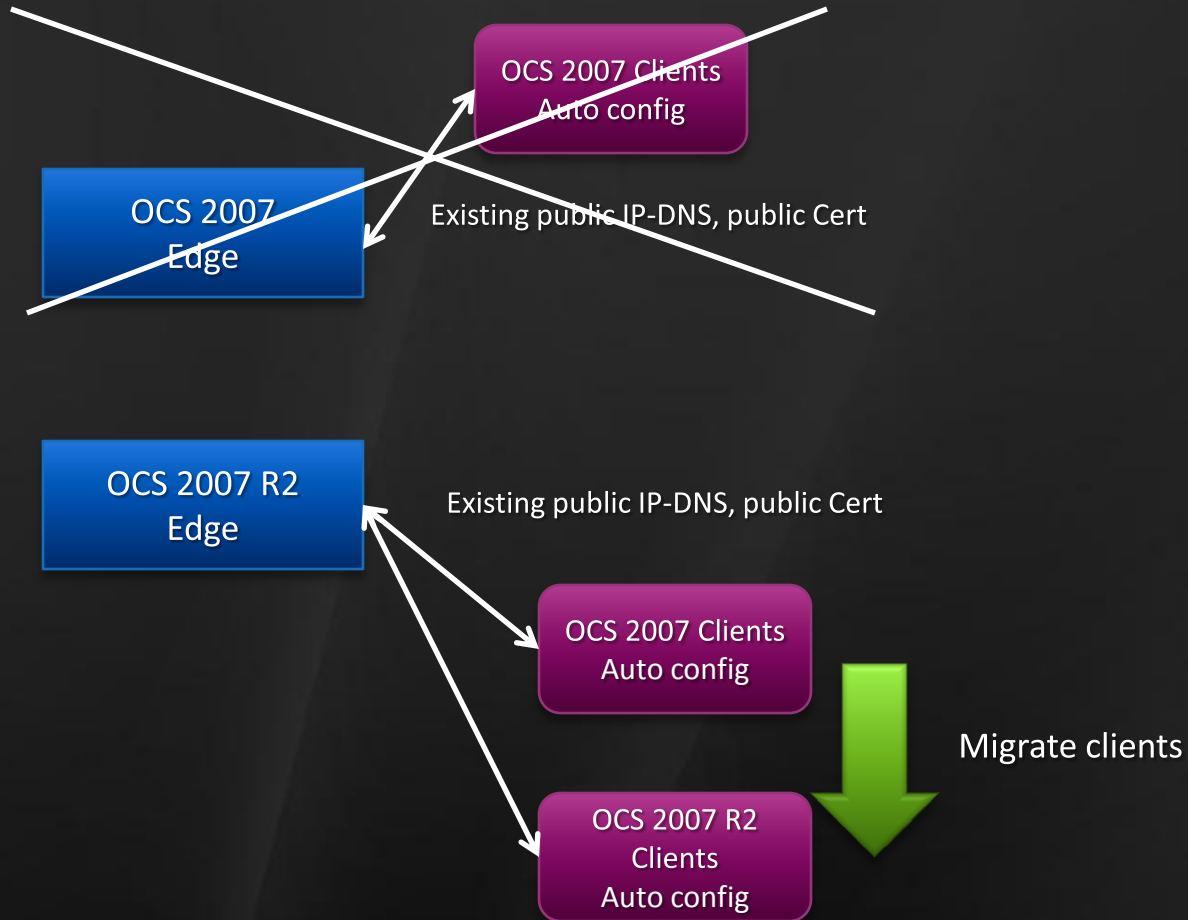 OCS 2007 Clients
Auto config
OCS 2007
Edge
Existing public IP-DNS, public Cert
OCS 2007 R2
Edge
Existing public IP-DNS, public Cert
OCS 2007 Clients
Auto config
Migrate clients
OCS 2007 R2
Clients
Auto config